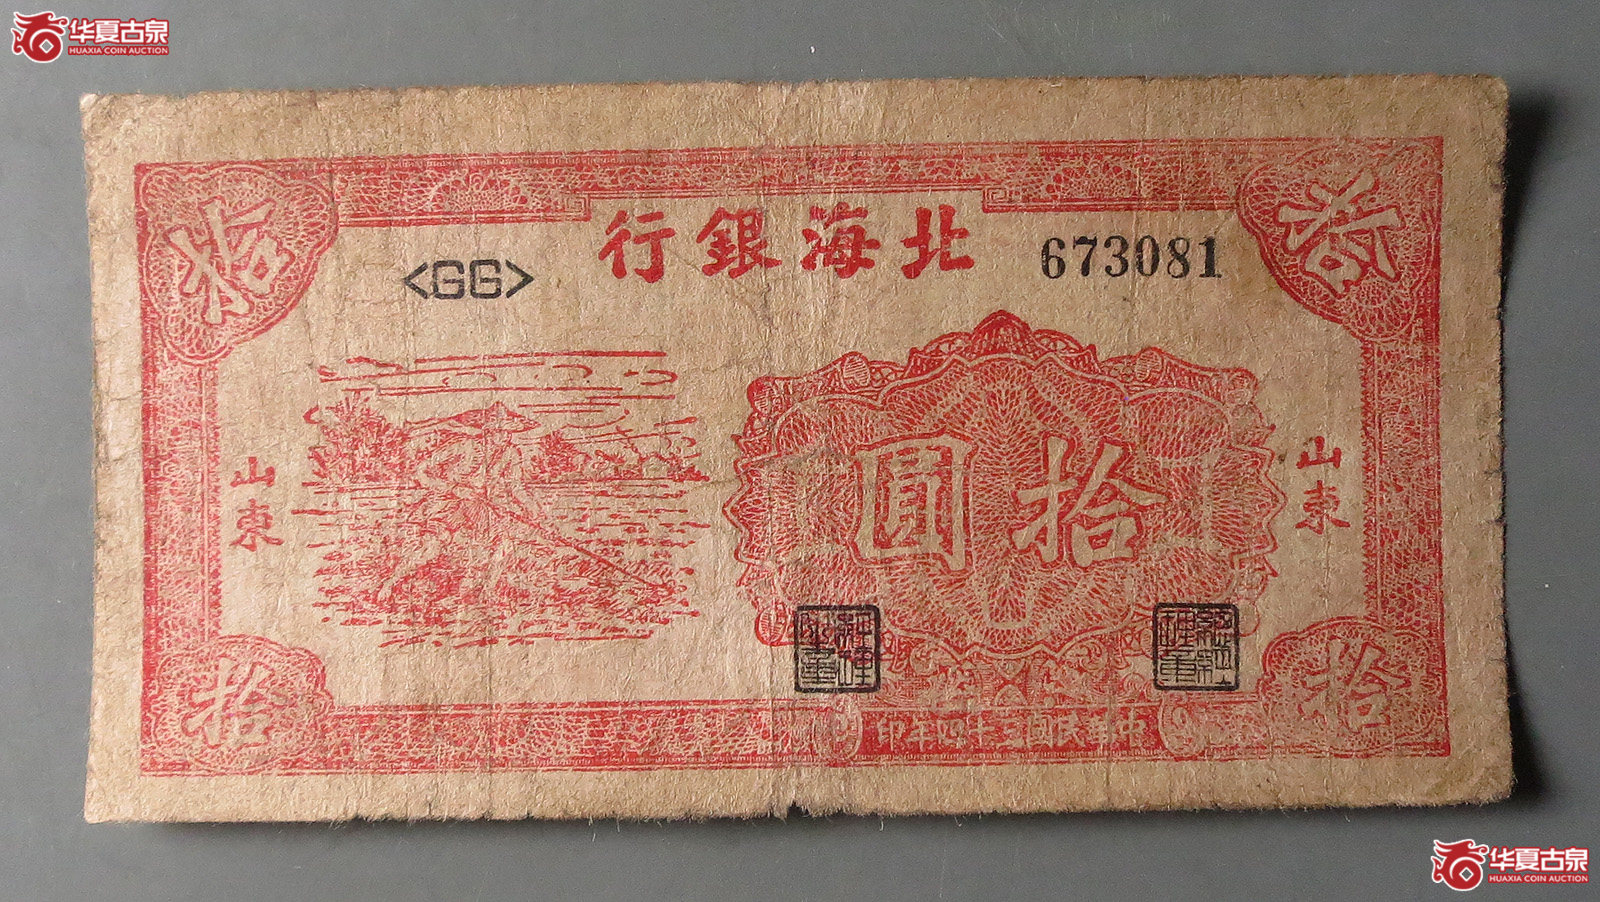 华夏古泉
HUAXIA COIN AUCTION
拾
拾
北海銀行
673081
<GG>
山東
山東
拾圓
拾
拾
中華民國三十四年印
华夏古泉
HUAXIA COIN AUCTION